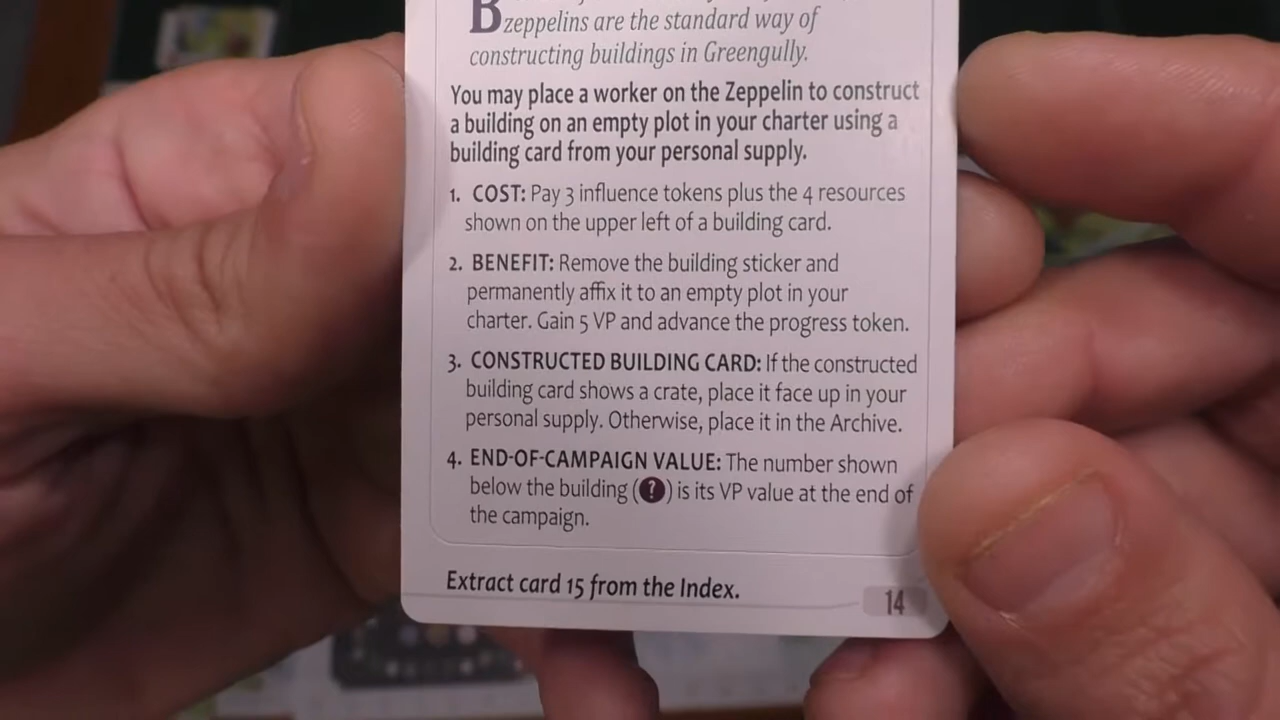 B
zeppelins are the standard way of
constructing buildings in Greengully.
You may place a worker on the Zeppelin to construct
a building on an empty plot in your charter using a
building card from your personal supply.
1. COST: Pay 3 influence tokens plus the 4 resources
shown on the upper left of a building card.
2. BENEFIT: Remove the building sticker and
permanently affix it to an empty plot in your
charter. Gain 5 VP and advance the progress token.
3. CONSTRUCTED BUILDING CARD: If the constructed
building card shows a crate, place it face up in your
personal supply. Otherwise, place it in the Archive.
4. END-OF-CAMPAIGN VALUE: The number shown
below the building (?) is its VP value at the end of
the campaign.
Extract card 15 from the Index.
14